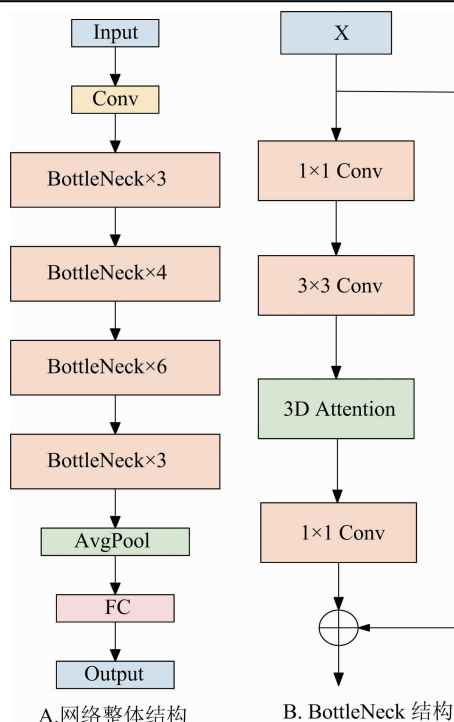 Input
Conv
BottleNeck×3
BottleNeck×4
BottleNeck×6
BottleNeck×3
AvgPool
FC
Output
A.网络整体结构
X
1×1 Conv
3×3 Conv
3D Attention
1×1 Conv
B. BottleNeck 结构